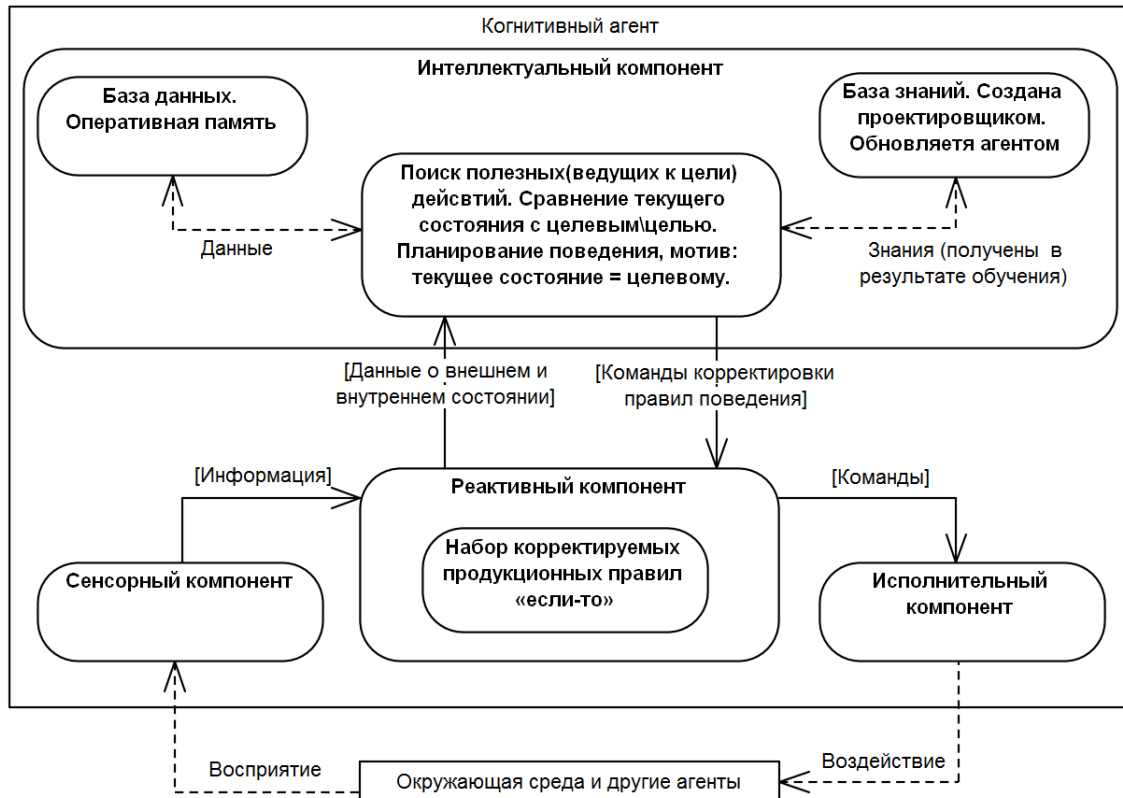 Когнитивный агент
Интеллектуальный компонент
База данных.
Оперативная память
База знаний. Создана
проектировщиком.
Обновляетя агентом
Поиск полезных(ведущих к цели)
дейсвтий. Сравнение текущего
состояния с целевым\целью.
Планирование поведения, мотив:
текущее состояние = целевому.
Данные
Знания (получены в
результате обучения)
[Данные о внешнем и
внутреннем состоянии]
[Команды корректировки
правил поведения]
[Информация]
Реактивный компонент
[Команды]
Набор корректируемых
продукционных правил
«если-то»
Сенсорный компонент
Исполнительный
компонент
Восприятие
Окружающая среда и другие агенты
Воздействие